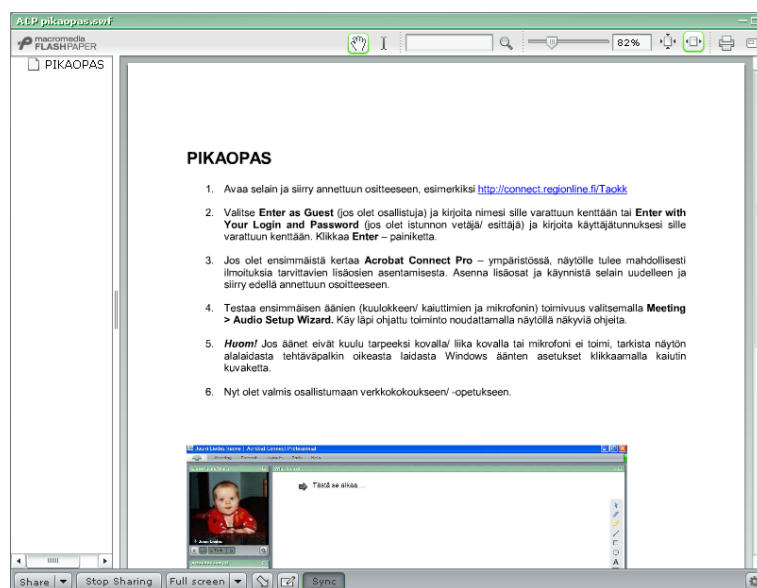 ACP pikaopas.swf
macromedia
FLASHPAPER
82%
PIKAOPAS
PIKAOPAS
1. Avaa selain ja siirry annettuun ositteeseen, esimerkiksi http://connect.regionline.fi/Taokk
2. Valitse Enter as Guest (jos olet osallistuja) ja kirjoita nimesi sille varattuun kenttään tai Enter with
Your Login and Password (jos olet istunnon vetäjä/ esittäjä) ja kirjoita käyttäjätunnuksesi sille
varattuun kenttään. Klikkaa Enter – painiketta.
3. Jos olet ensimmäistä kertaa Acrobat Connect Pro – ympäristössä, näytölle tulee mahdollisesti
ilmoituksia tarvittavien lisäosien asentamisesta. Asenna lisäosat ja käynnistä selain uudelleen ja
siirry edellä annettuun osoitteeseen.
4. Testaa ensimmäisen äänien (kuulokkeen/ kaiuttimien ja mikrofonin) toimivuus valitsemalla Meeting
> Audio Setup Wizard. Käy läpi ohjattu toiminto noudattamalla näytöllä näkyviä ohjeita.
5. Huom! Jos äänet eivät kuulu tarpeeksi kovalla/ liika kovalla tai mikrofoni ei toimi, tarkista näytön
alalaidasta tehtäväpalkin oikeasta laidasta Windows äänten asetukset klikkaamalla kaiutin
kuvaketta.
6. Nyt olet valmis osallistumaan verkkokokoukseen/ -opetukseen.
Acrobat Connect Professional
Meeting
Help
Tästä se alkaa ...
Share
Stop Sharing
Full screen
Sync